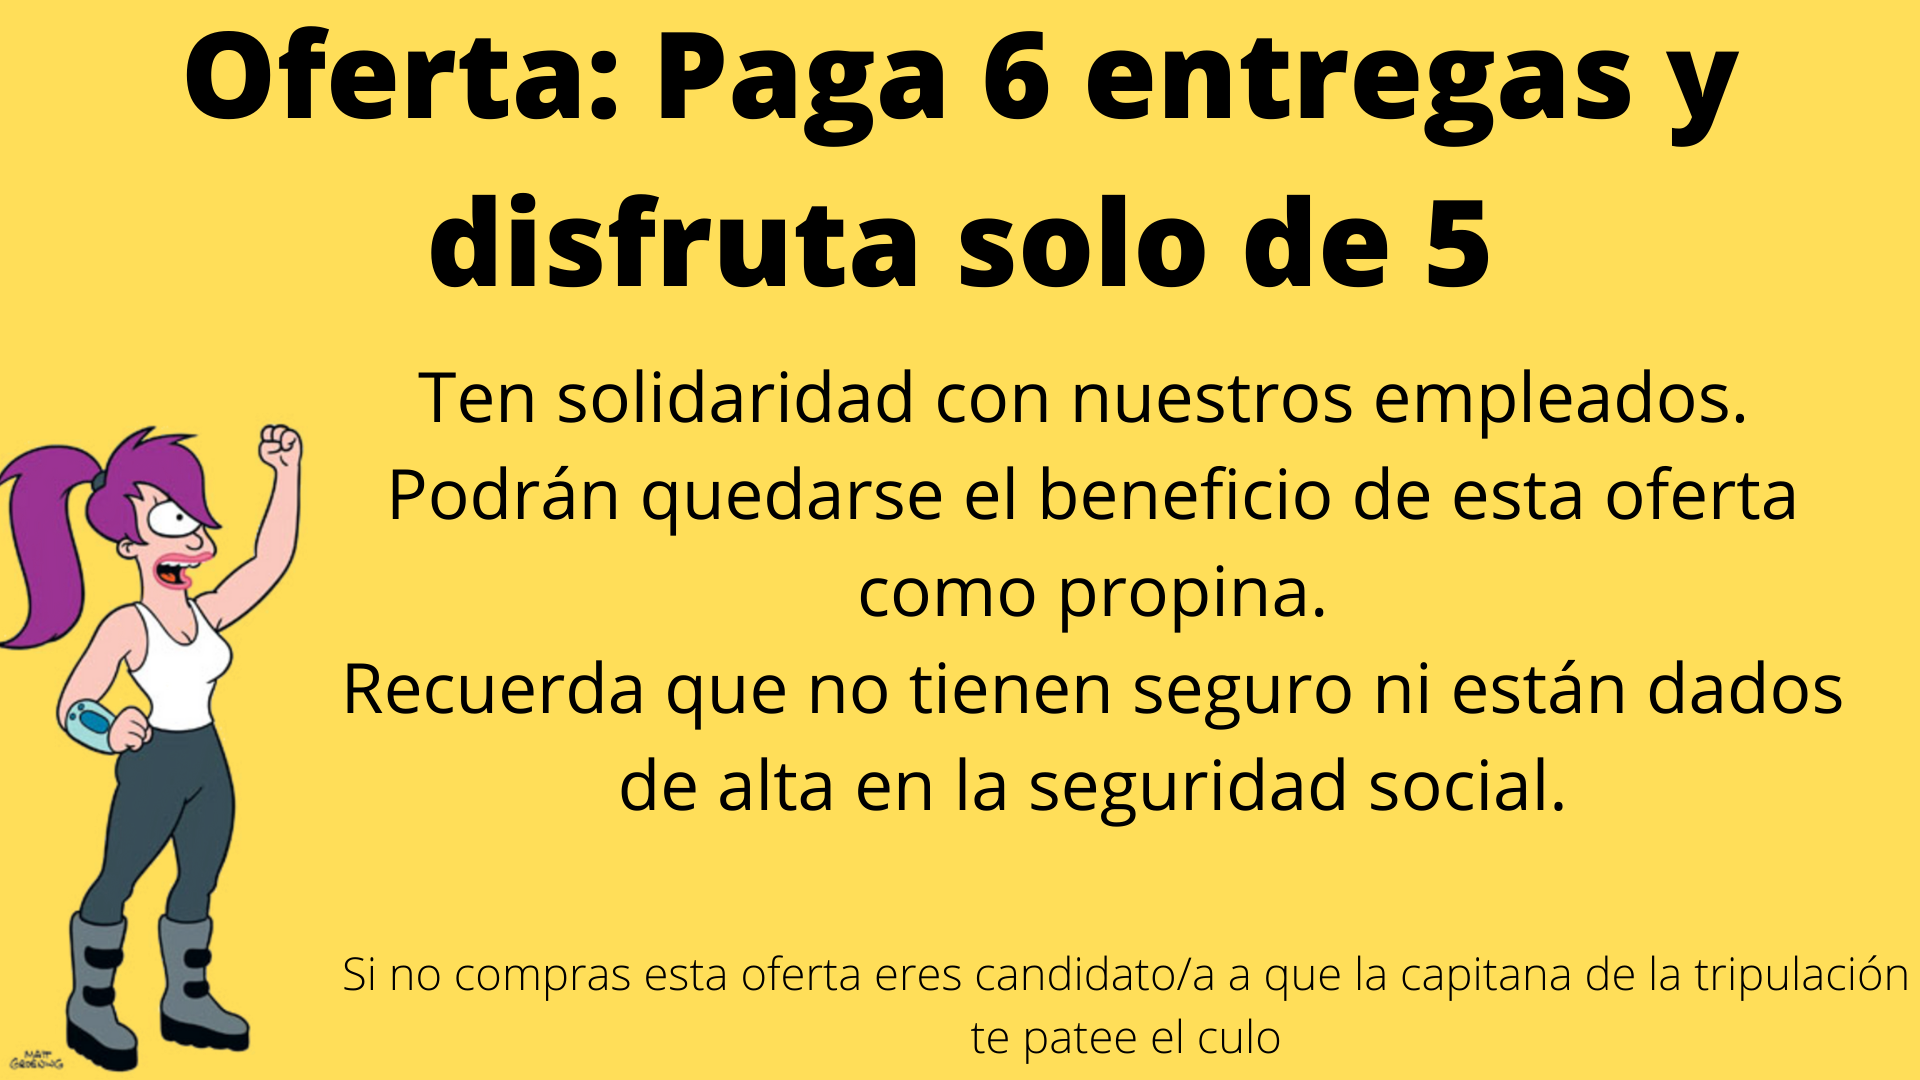 Oferta: Paga 6 entregas y
disfruta solo de 5
Ten solidaridad con nuestros empleados.
Podrán quedarse el beneficio de esta oferta
como propina.
Recuerda que no tienen seguro ni están dados
de alta en la seguridad social.
Si no compras esta oferta eres candidato/a a que la capitana de la tripulación
te patee el culo
MATT
GROENING